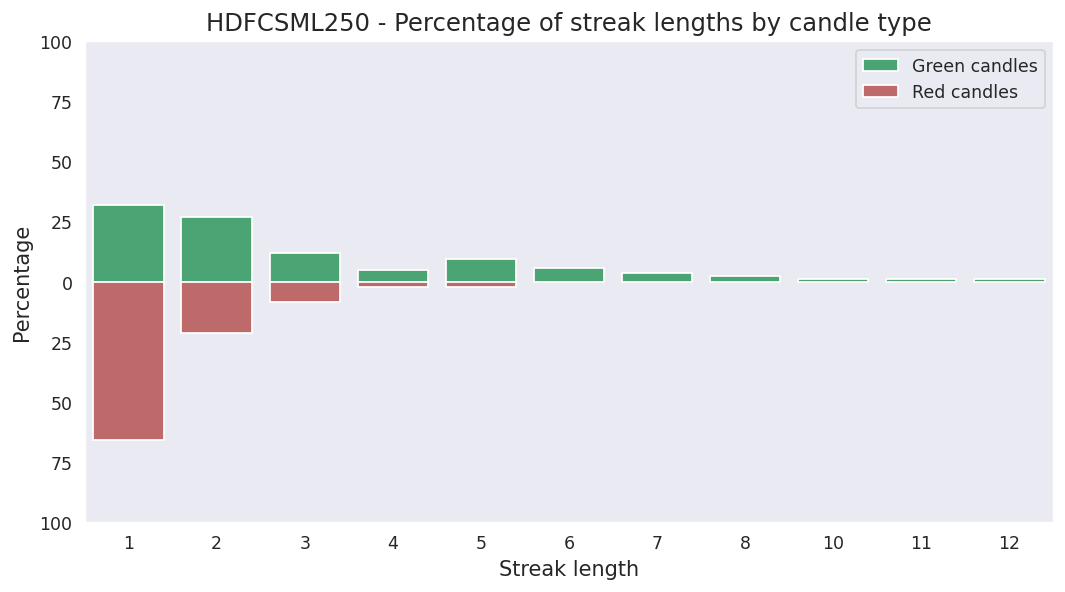 HDFCSML250 - Percentage of streak lengths by candle type
Green candles
Red candles
Percentage
100
75
50
25
0
25
50
75
100
1 2 3 4 5 6 7 8 10 11 12
Streak length